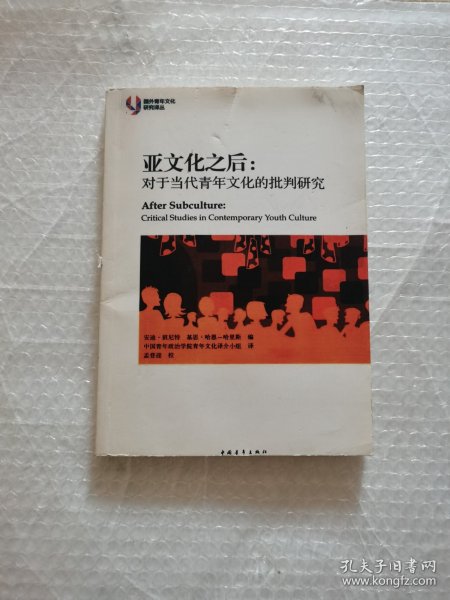 国外青年文化
研究译丛
亚文化之后：
对于当代青年文化的批判研究
After Subculture:
Critical Studies in Contemporary Youth Culture
安迪·班尼特 基思·哈恩—哈里斯 编
中国青年政治学院青年文化译介小组 译
孟登迎 校
中国青年出版社
孔夫子旧书网
www.kongfz.com